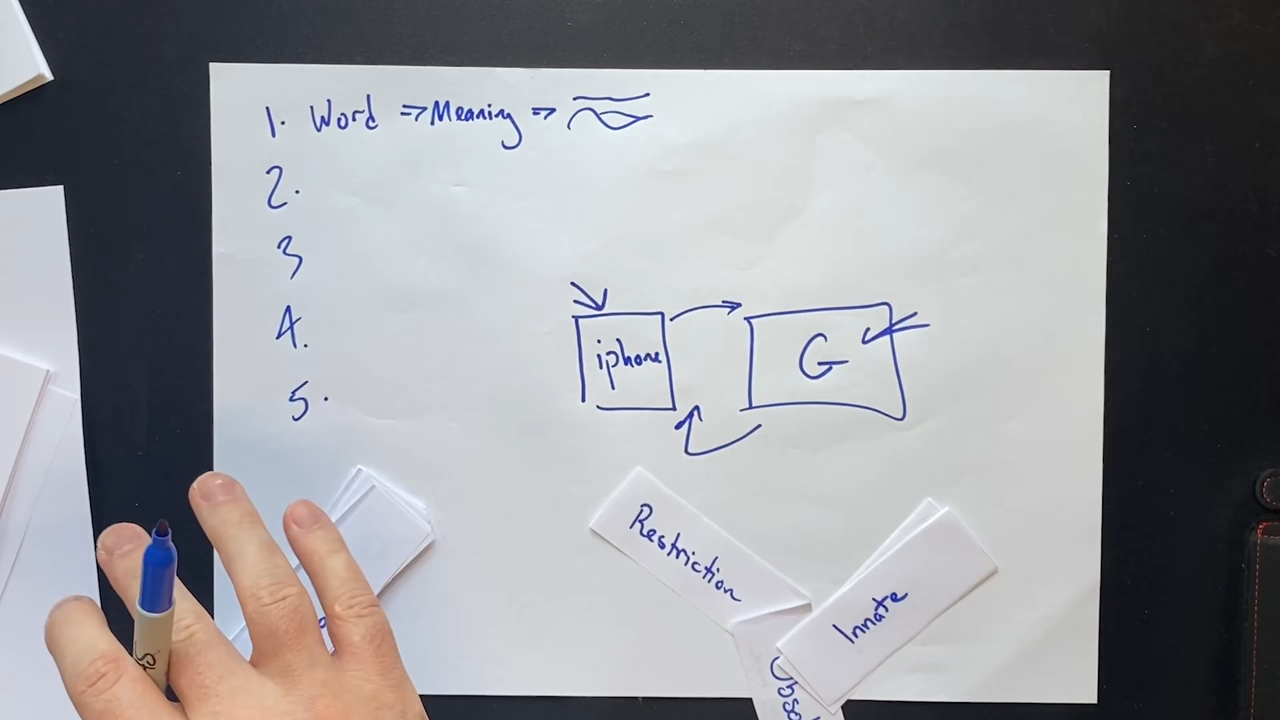 1. Word => Meaning =>
2.
3
4.
5.
iphone
G
Restriction
Innate